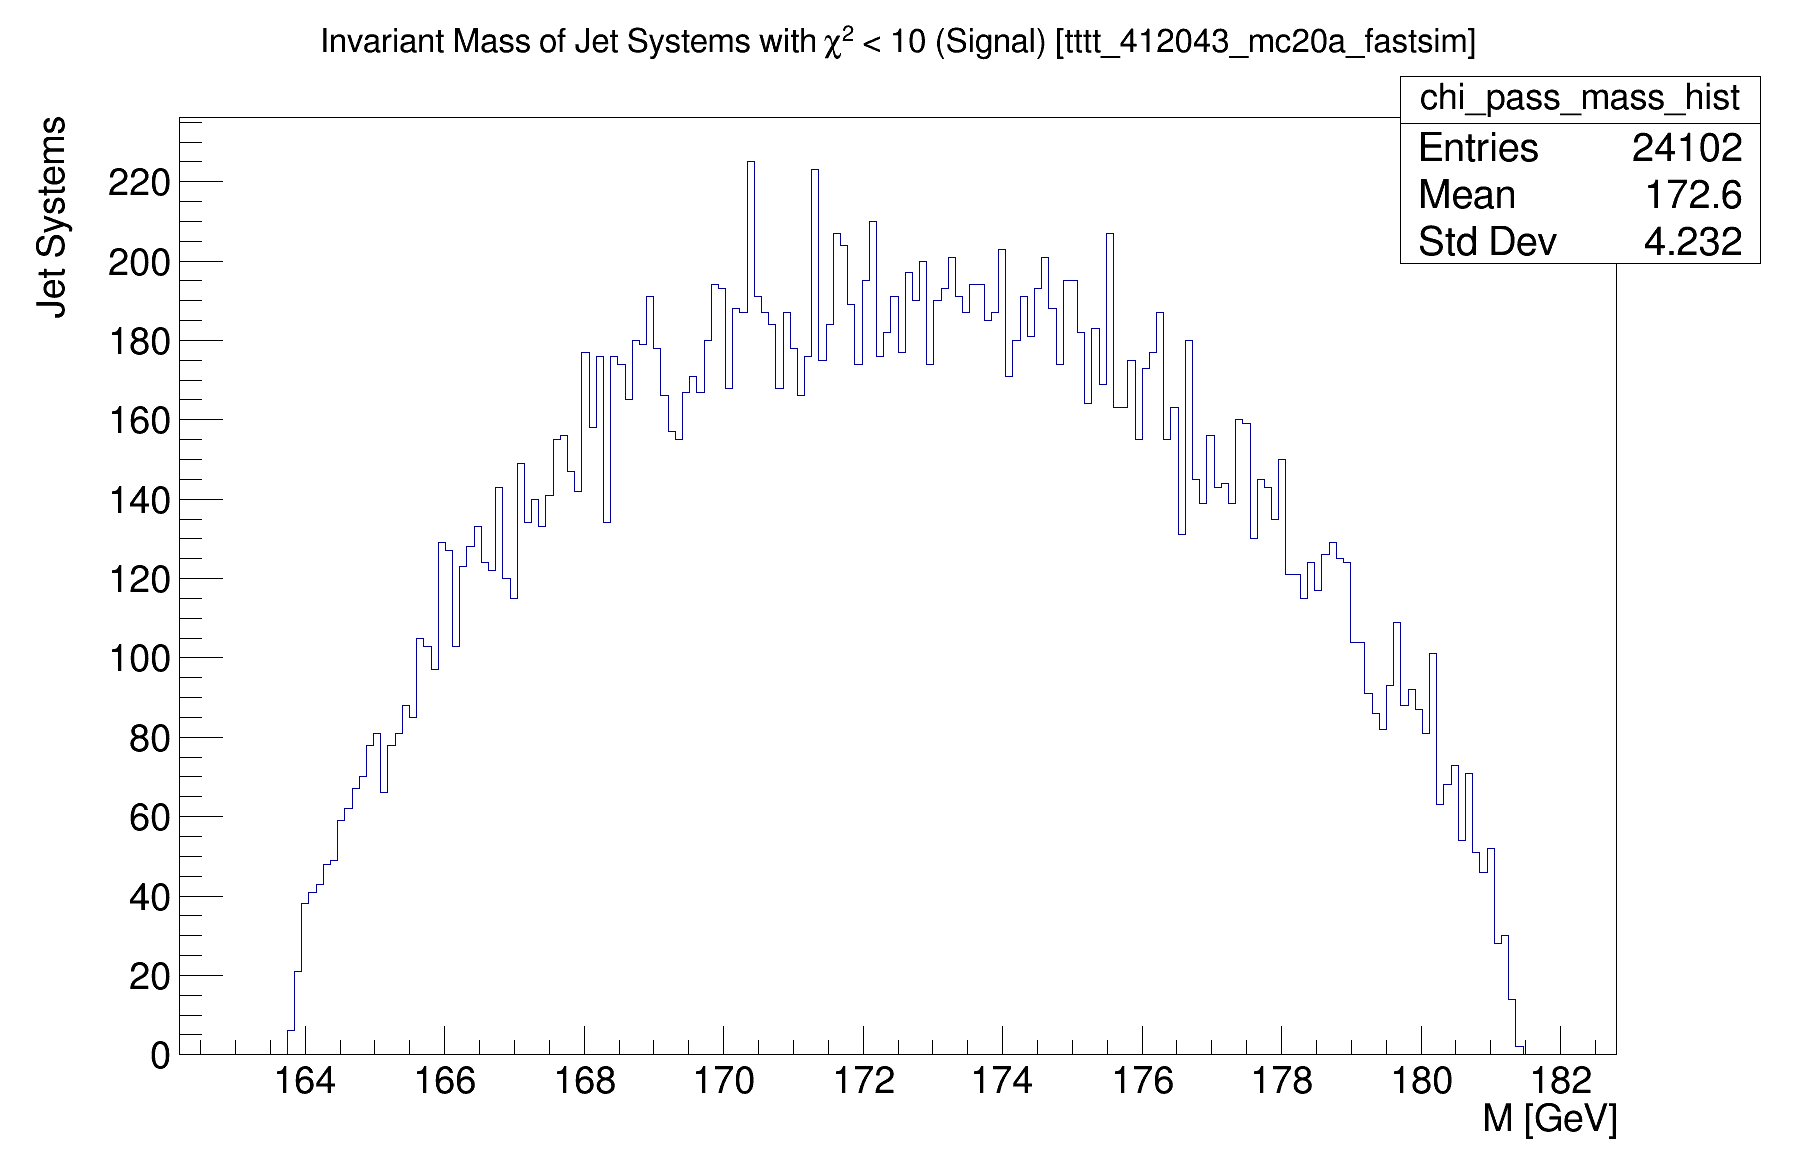 Invariant Mass of Jet Systems with χ² < 10 (Signal) [tttt_412043_mc20a_fastsim]
chi_pass_mass_hist
Entries 24102
Mean 172.6
Std Dev 4.232
Jet Systems
220
200
180
160
140
120
100
80
60
40
20
0
164 166 168 170 172 174 176 178 180 182
M [GeV]